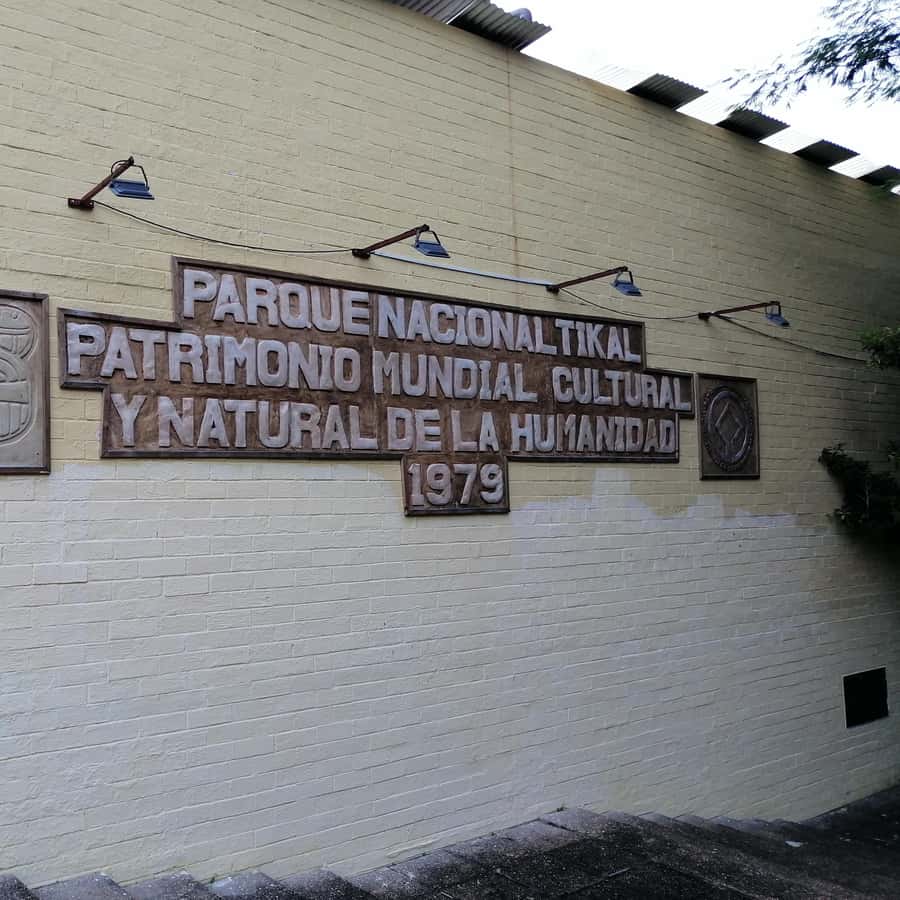 PARQUE NACIONAL TIKAL
PATRIMONIO MUNDIAL CULTURAL
Y NATURAL DE LA HUMANIDAD
1979